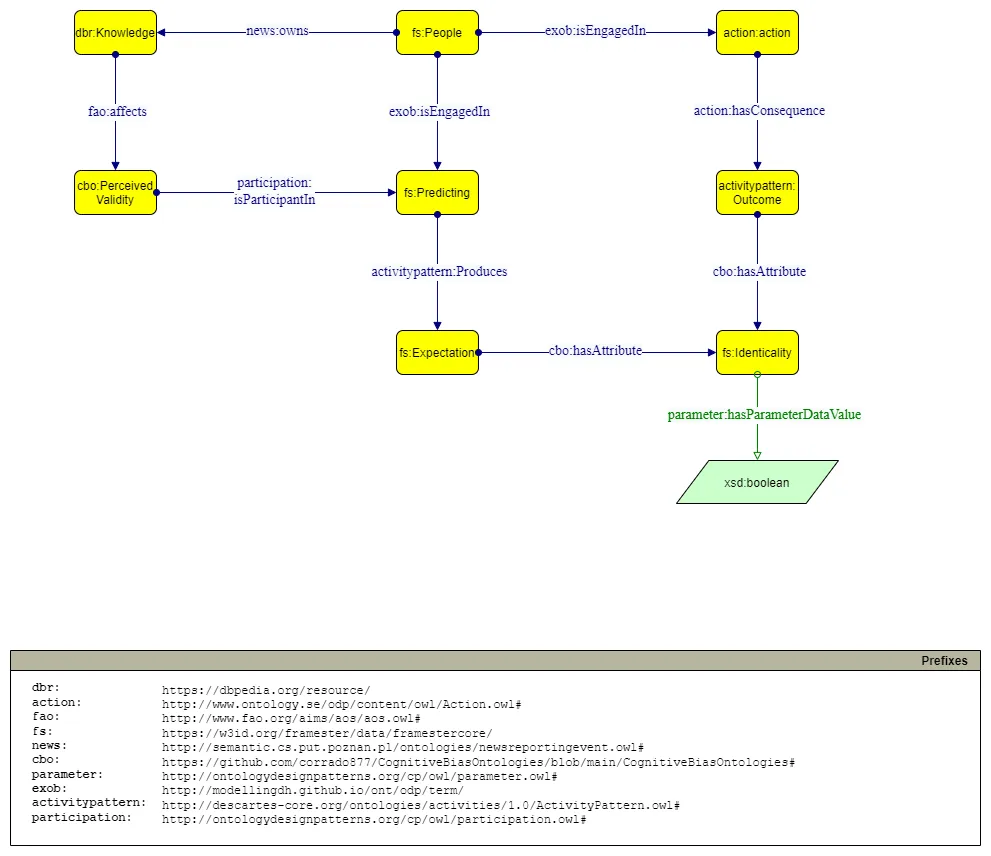 dbr:Knowledge
news:owns
fs:People
exob:isEngagedIn
action:action
fao:affects
exob:isEngagedIn
action:hasConsequence
cbo:Perceived
Validity
participation:
isParticipantIn
fs:Predicting
activitypattern:
Outcome
activitypattern:Produces
cbo:hasAttribute
fs:Expectation
cbo:hasAttribute
fs:Identicality
parameter:hasParameterDataValue
xsd:boolean
Prefixes
dbr: https://dbpedia.org/resource/
action: http://www.ontology.se/odp/content/owl/Action.owl#
fao: http://www.fao.org/aims/aos/aos.owl#
fs: https://w3id.org/framester/data/framestercore/
news: http://semantic.cs.put.poznan.pl/ontologies/newsreportingevent.owl#
cbo: https://github.com/corrado877/CognitiveBiasOntologies/blob/main/CognitiveBiasOntologies#
parameter: http://ontologydesignpatterns.org/cp/owl/parameter.owl#
exob: http://modellingdh.github.io/ont/odp/term/
activitypattern: http://descartes-core.org/ontologies/activities/1.0/ActivityPattern.owl#
participation: http://ontologydesignpatterns.org/cp/owl/participation.owl#